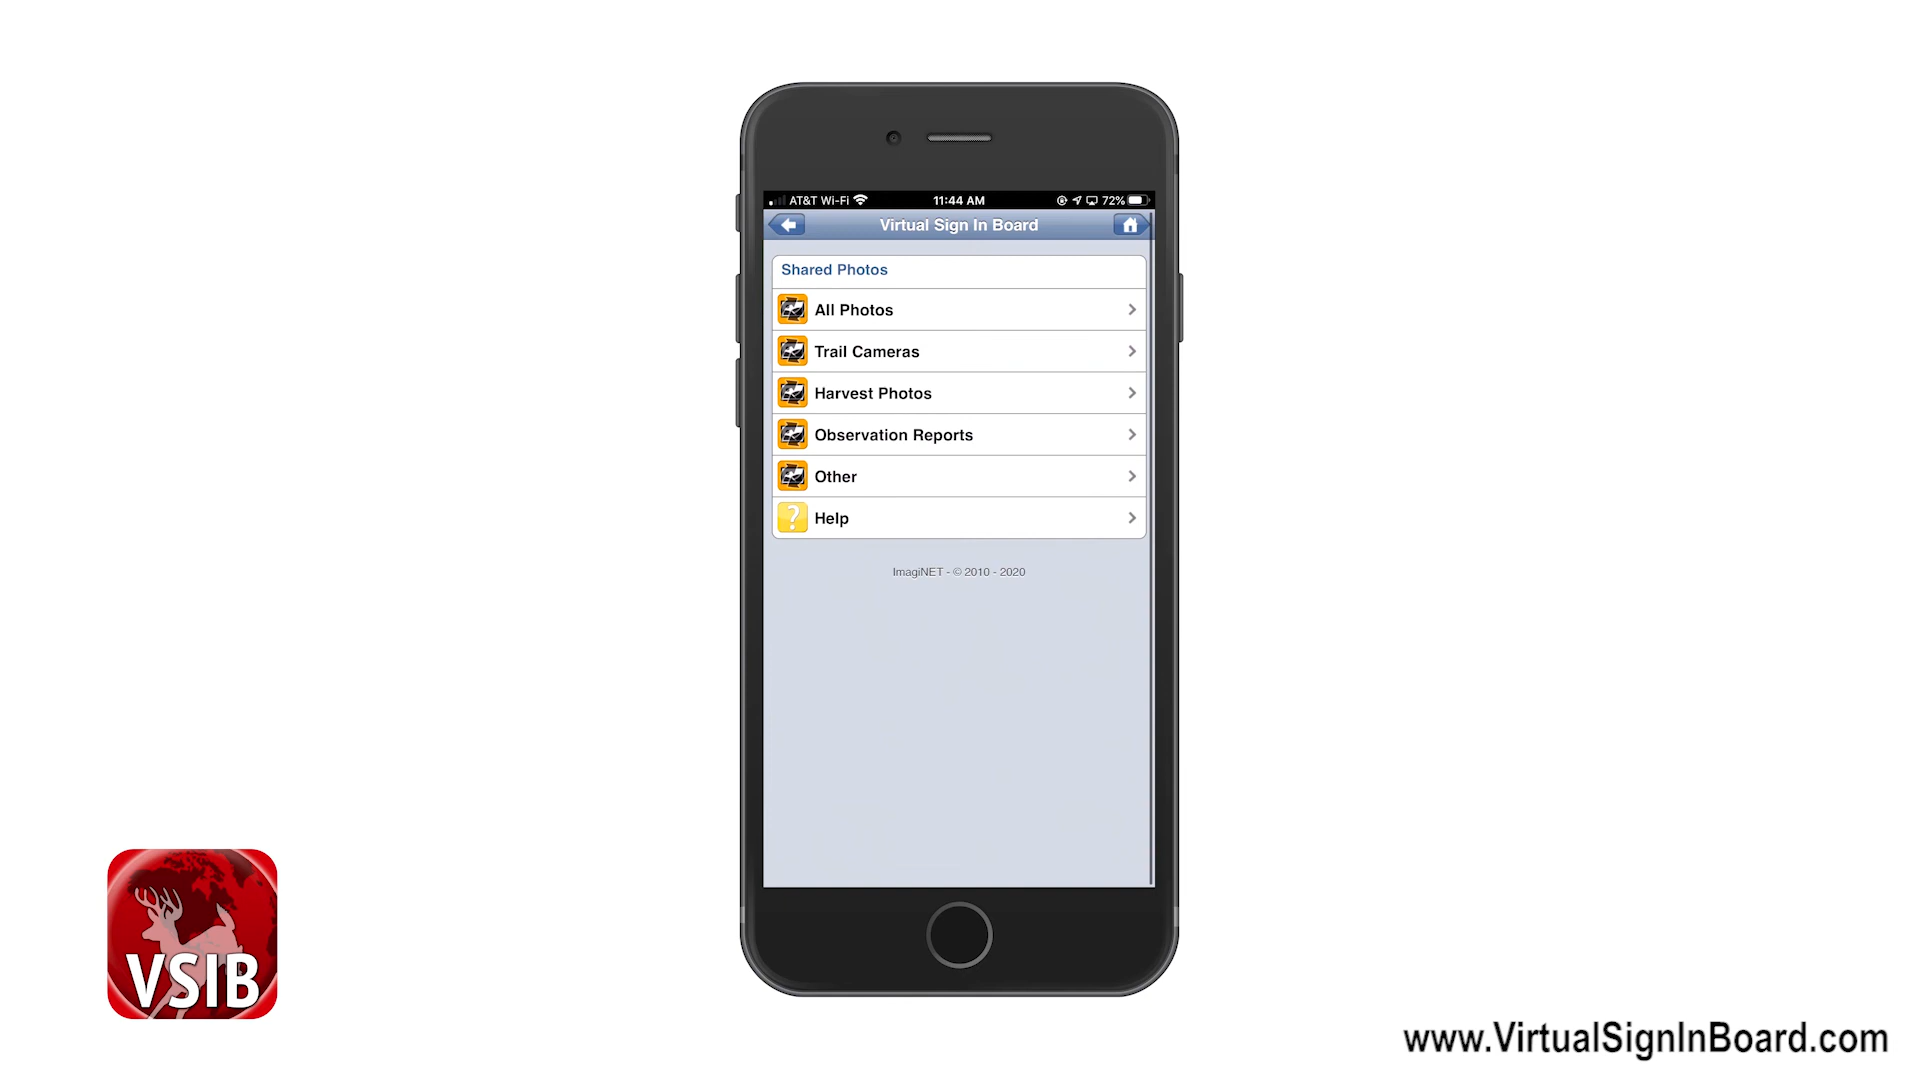 AT&T Wi-Fi 11:44 AM 72%
Virtual Sign In Board
Shared Photos
All Photos
Trail Cameras
Harvest Photos
Observation Reports
Other
? Help
ImagiNET - © 2010 - 2020
VSIB
www.VirtualSignInBoard.com